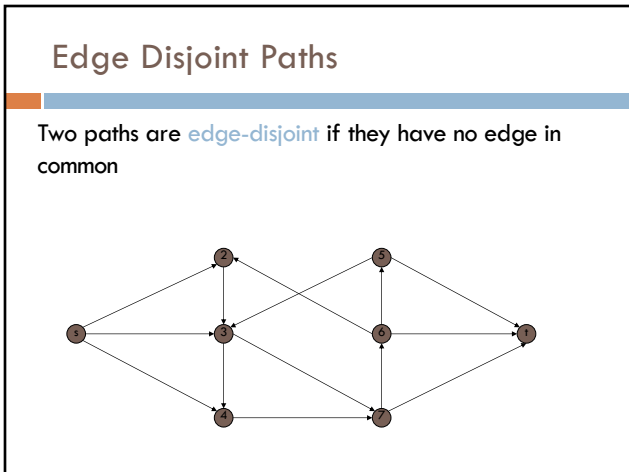 Edge Disjoint Paths
Two paths are edge-disjoint if they have no edge in
common
2
5
s
3
6
t
4
7